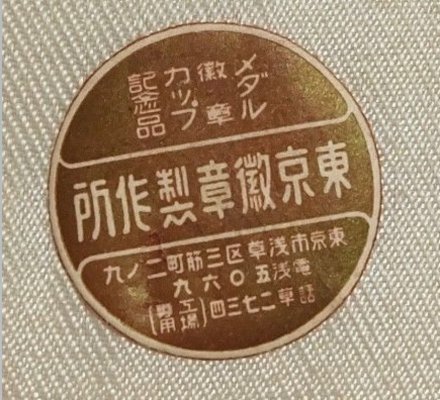 メダル
徽章
カップ
記念品
東京徽章製作所
東京市浅草区三筋町二ノ九
電話浅草五〇六九
二七三四〔工場専用〕